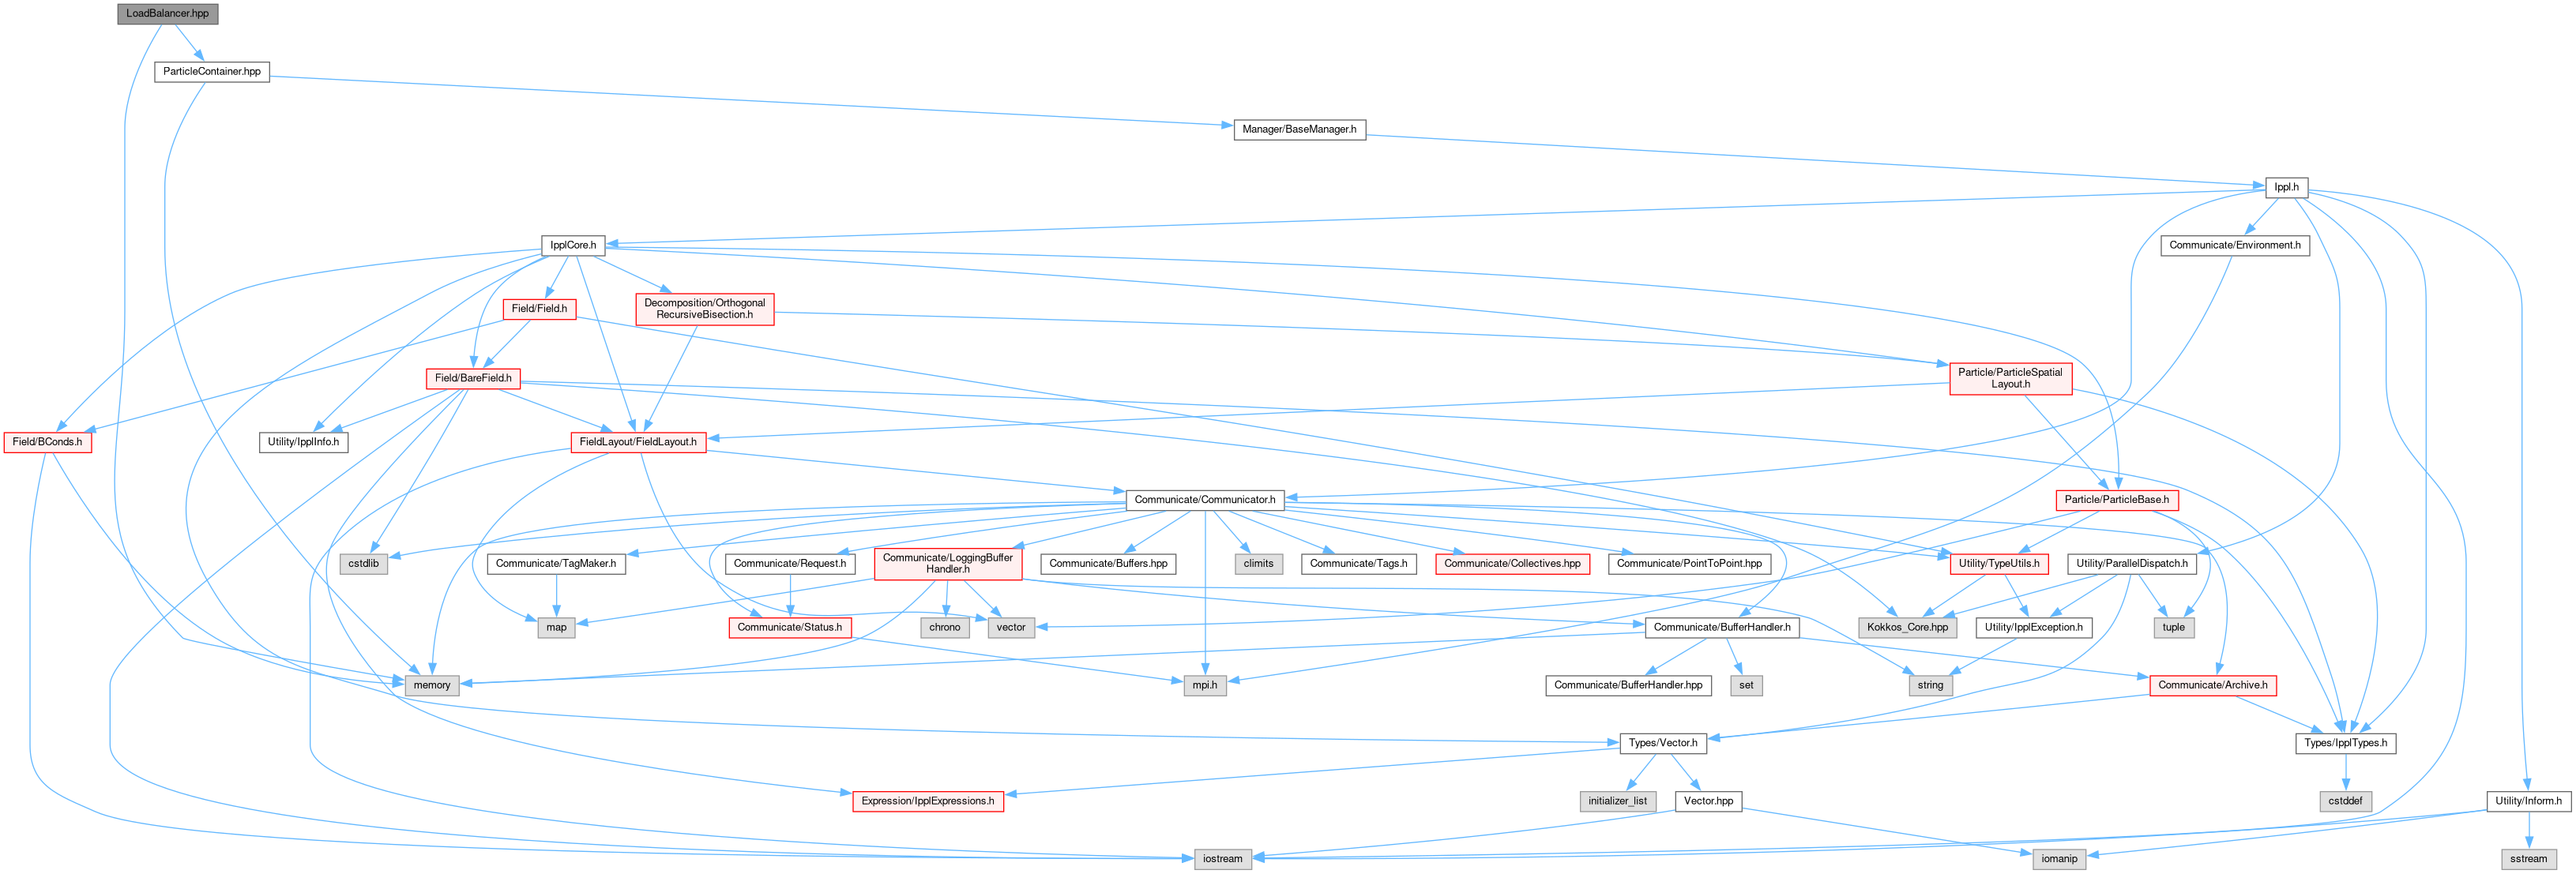 LoadBalancer.hpp
ParticleContainer.hpp
Manager/BaseManager.h
Ippl.h
IpplCore.h
Communicate/Environment.h
Field/Field.h
Decomposition/Orthogonal
RecursiveBisection.h
Field/BareField.h
Particle/ParticleSpatial
Layout.h
Field/BConds.h
Utility/IpplInfo.h
FieldLayout/FieldLayout.h
Communicate/Communicator.h
Particle/ParticleBase.h
cstdlib
Communicate/TagMaker.h
Communicate/Request.h
Communicate/LoggingBuffer
Handler.h
Communicate/Buffers.hpp
climits
Communicate/Tags.h
Communicate/Collectives.hpp
Communicate/PointToPoint.hpp
Utility/TypeUtils.h
Utility/ParallelDispatch.h
map
Communicate/Status.h
chrono
vector
Communicate/BufferHandler.h
Kokkos_Core.hpp
Utility/IpplException.h
tuple
memory
mpi.h
Communicate/BufferHandler.hpp
set
string
Communicate/Archive.h
Types/Vector.h
Types/IpplTypes.h
Expression/IpplExpressions.h
initializer_list
Vector.hpp
cstddef
Utility/Inform.h
iostream
iomanip
sstream